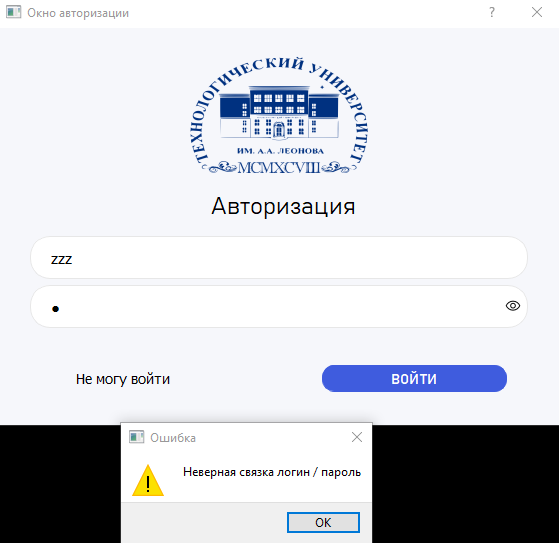 Окно авторизации
ТЕХНОЛОГИЧЕСКИЙ УНИВЕРСИТЕТ
ИМ. А.А. ЛЕОНОВА
MCMXCVIII
Авторизация
zzz
Не могу войти
ВОЙТИ
Ошибка
Неверная связка логин / пароль
OK